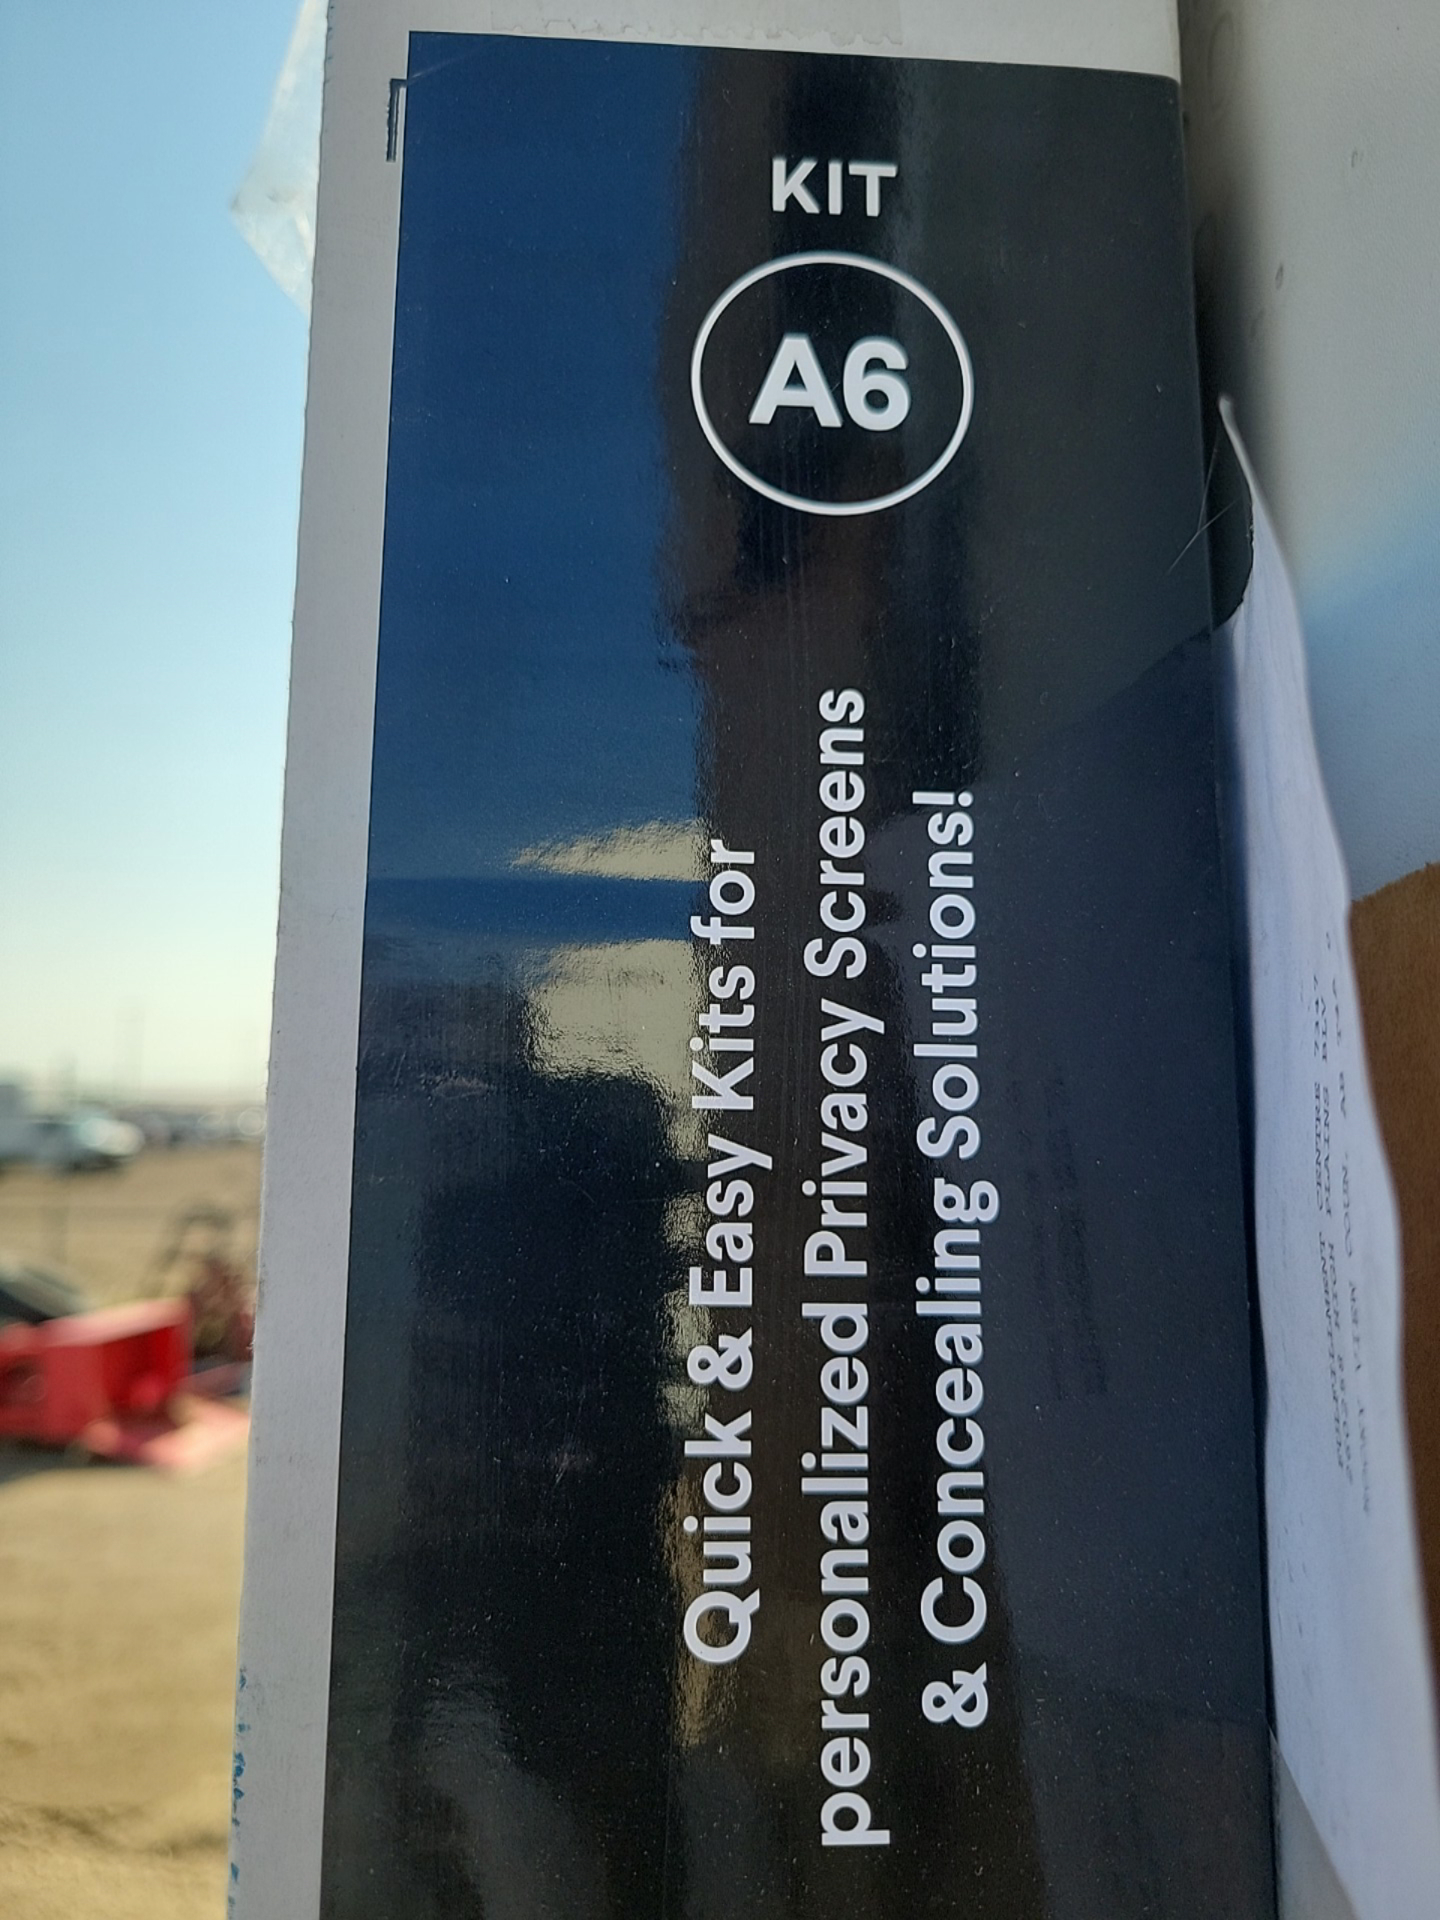 KIT
A6
Quick & Easy Kits for
personalized Privacy Screens
& Concealing Solutions!